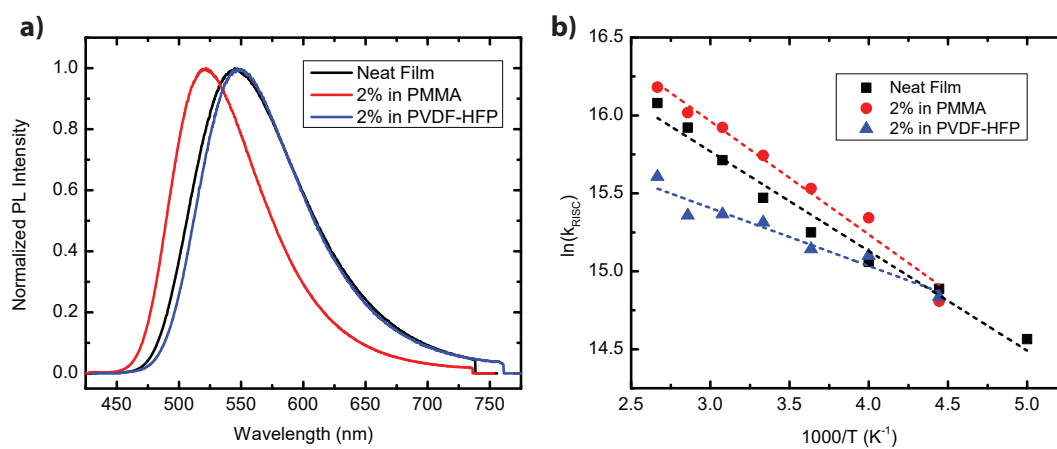 a)
Normalized PL Intensity
1.0
0.8
0.6
0.4
0.2
0.0
450 500 550 600 650 700 750
Wavelength (nm)
Neat Film
2% in PMMA
2% in PVDF-HFP
b)
ln(k_RISC)
16.5
16.0
15.5
15.0
14.5
2.5 3.0 3.5 4.0 4.5 5.0
1000/T (K⁻¹)
Neat Film
2% in PMMA
2% in PVDF-HFP